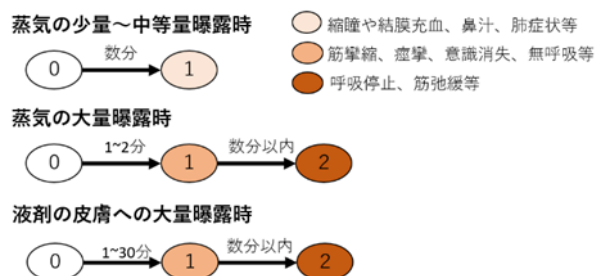 蒸気の少量～中等量曝露時
数分
0 1
縮瞳や結膜充血、鼻汁、肺症状等
筋攣縮、痙攣、意識消失、無呼吸等
呼吸停止、筋弛緩等
蒸気の大量曝露時
1~2分 数分以内
0 1 2
液剤の皮膚への大量曝露時
1~30分 数分以内
0 1 2